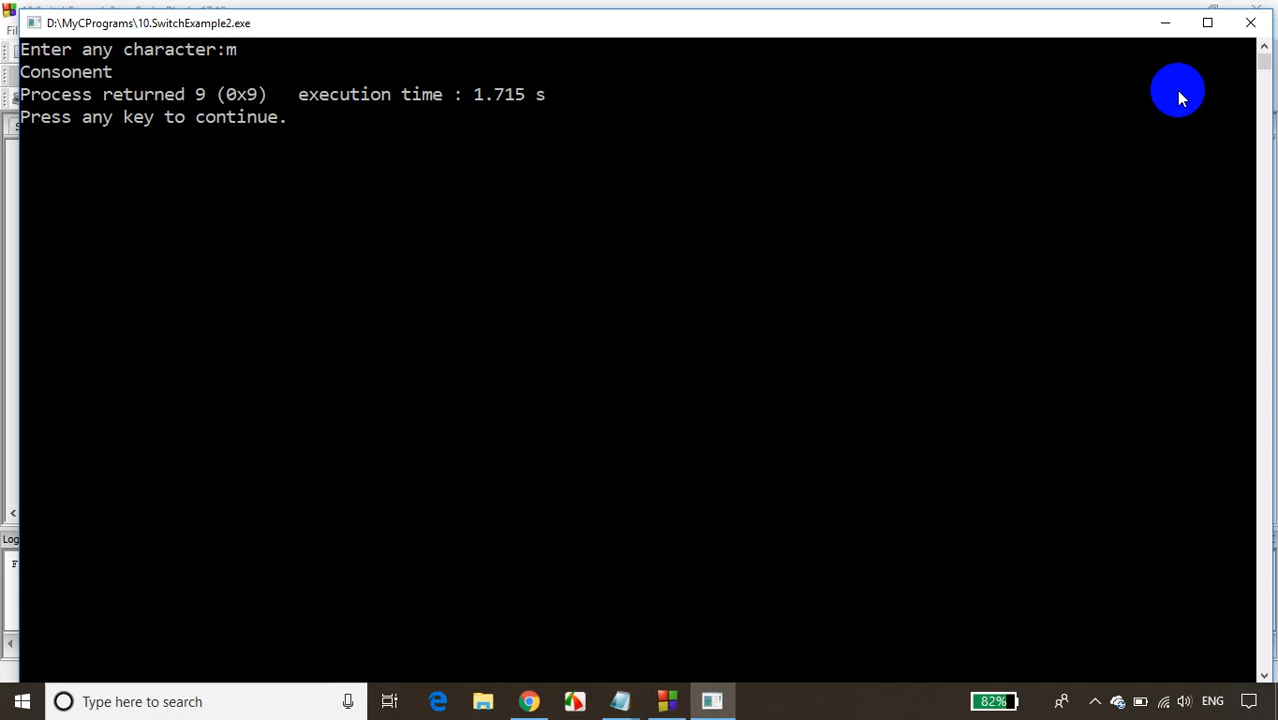 D:\MyCPrograms\10.SwitchExample2.exe
Enter any character:m
Consonent
Process returned 9 (0x9)   execution time : 1.715 s
Press any key to continue.
Log
Type here to search
82%
ENG